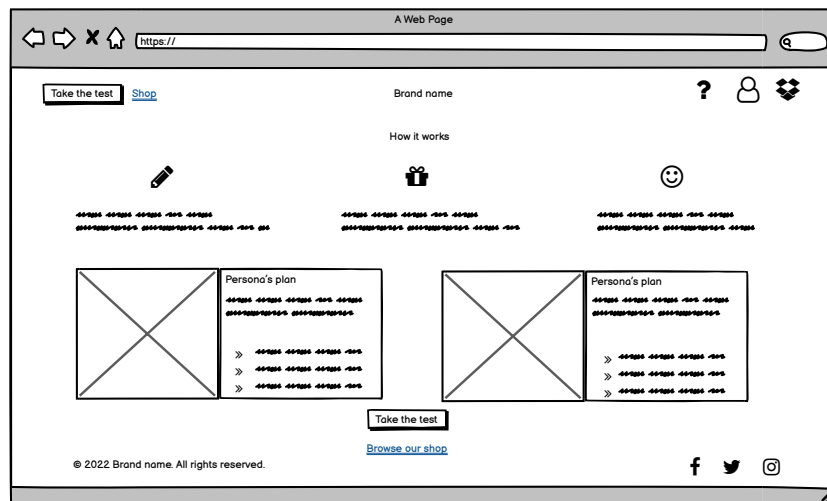 A Web Page
https://
Take the test Shop Brand name ?
How it works
Persona's plan
Persona's plan
Take the test
Browse our shop
© 2022 Brand name. All rights reserved.